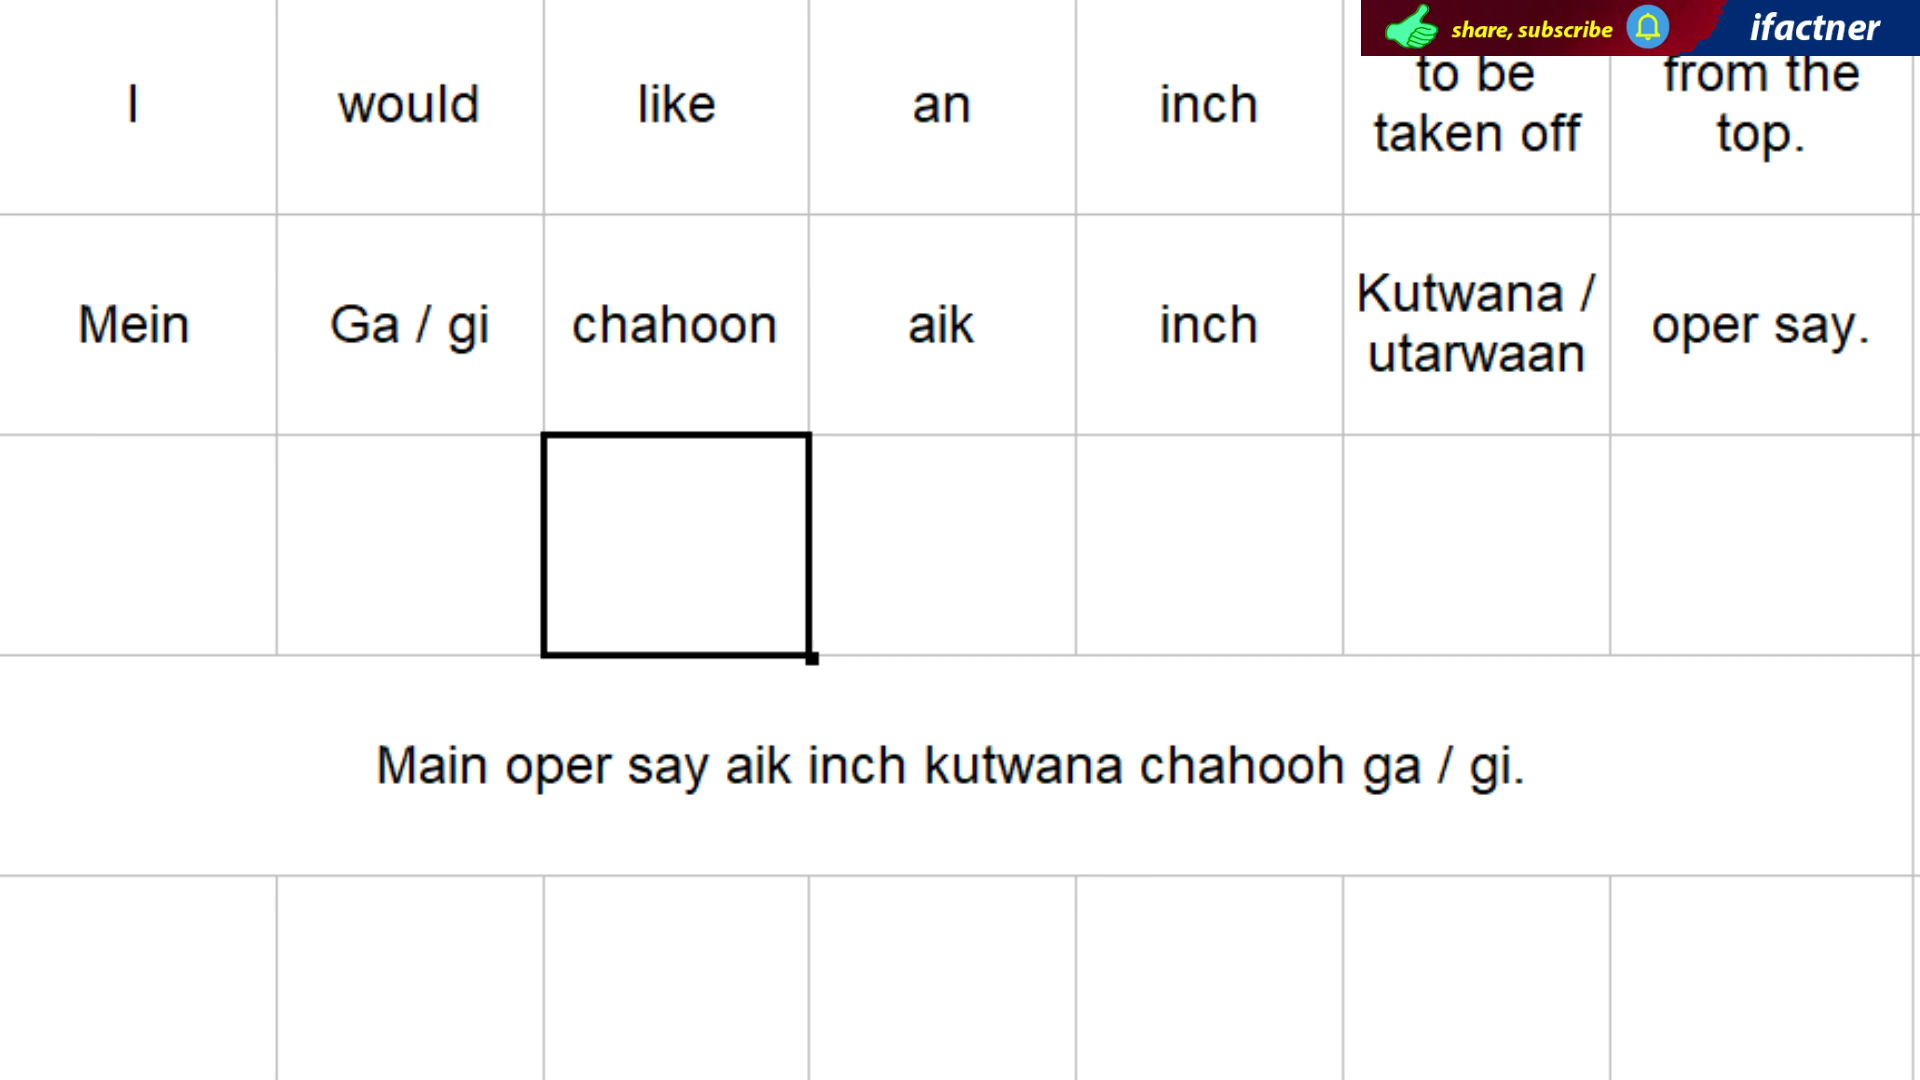 share, subscribe ifactner
I would like an inch to be taken off from the top.
Mein Ga / gi chahoon aik inch Kutwana / utarwaan oper say.
Main oper say aik inch kutwana chahooh ga / gi.